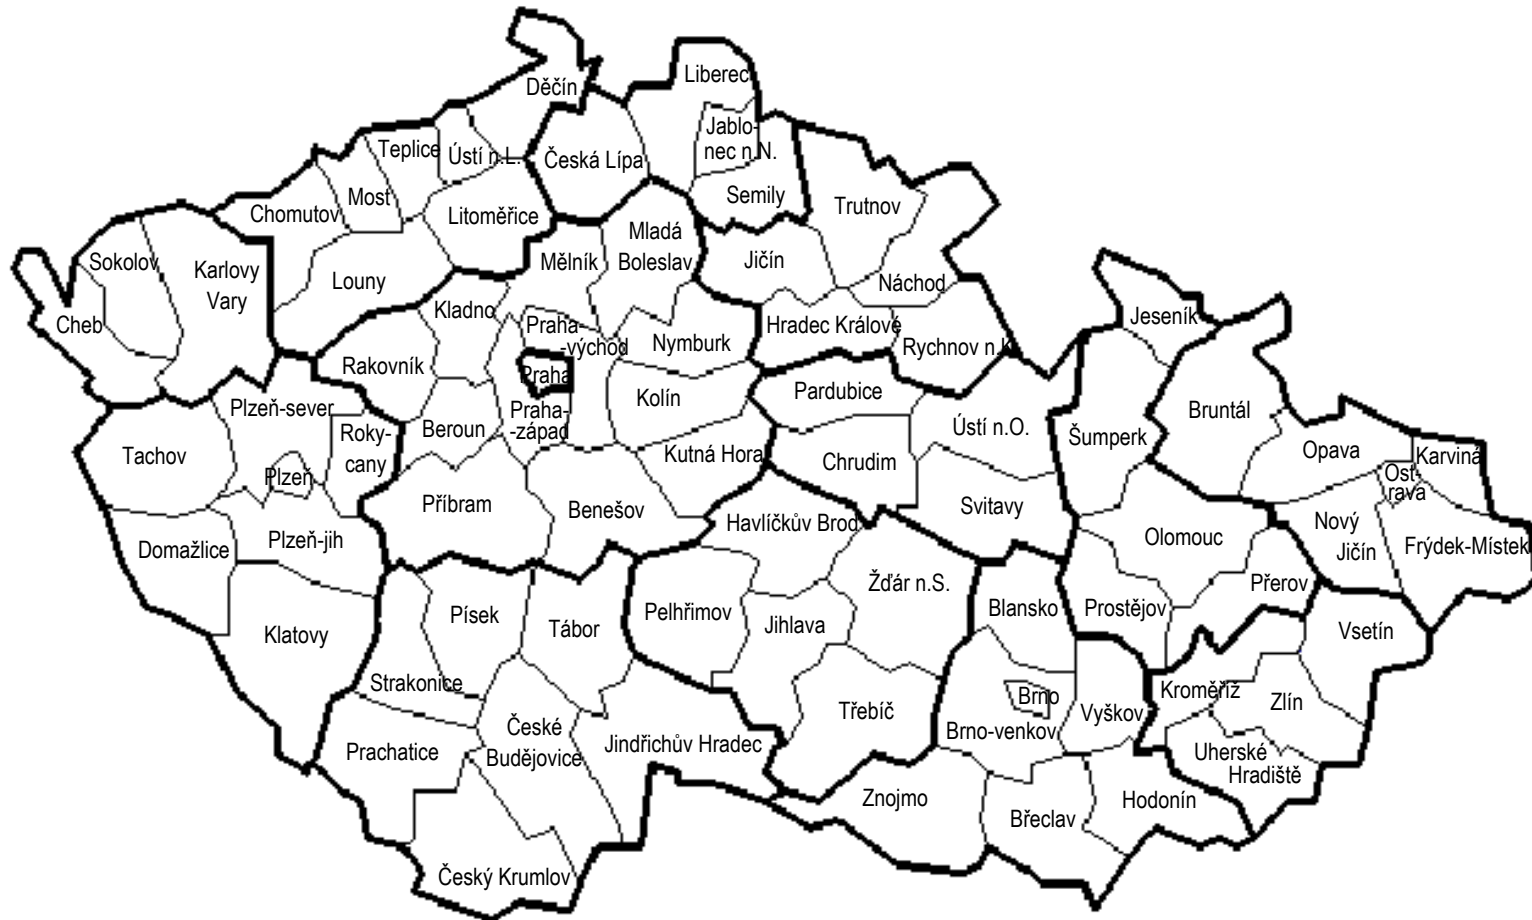 Děčín
Liberec
Jablo-
nec n.N.
Teplice
Ústí n.L.
Česká Lípa
Most
Semily
Chomutov
Litoměřice
Trutnov
Mladá
Boleslav
Sokolov
Karlovy
Vary
Louny
Mělník
Jičín
Náchod
Cheb
Kladno
Praha-
-východ
Nymburk
Hradec Králové
Rychnov n.K
Jeseník
Rakovník
Praha
Kolín
Pardubice
Plzeň-sever
Praha-
-západ
Bruntál
Tachov
Roky-
cany
Beroun
Kutná Hora
Chrudim
Ústí n.O.
Šumperk
Opava
Karviná
Ost-
rava
Plzeň
Příbram
Benešov
Havlíčkův Brod
Svitavy
Domažlice
Plzeň-jih
Olomouc
Nový
Jičín
Frýdek-Místek
Klatovy
Písek
Tábor
Pelhřimov
Jihlava
Žďár n.S.
Blansko
Prostějov
Přerov
Vsetín
Strakonice
Třebíč
Brno
Brno-venkov
Vyškov
Kroměříž
Zlín
Prachatice
České
Budějovice
Jindřichův Hradec
Uherské
Hradiště
Znojmo
Břeclav
Hodonín
Český Krumlov